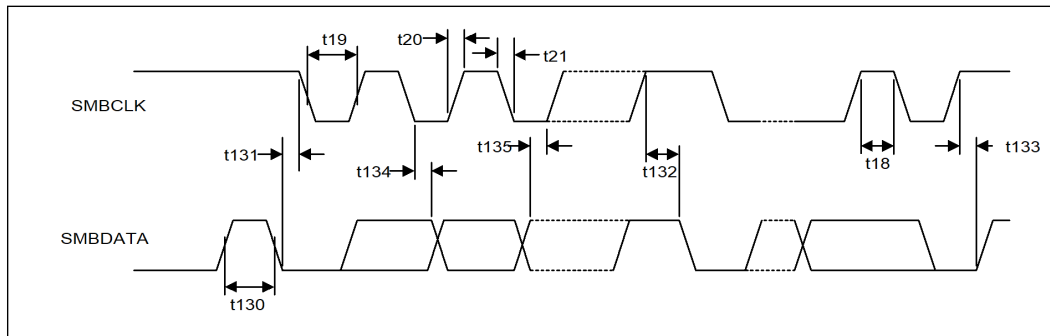 t19
t20
t21
SMBCLK
t131
t134
t135
t132
t18
t133
SMBDATA
t130